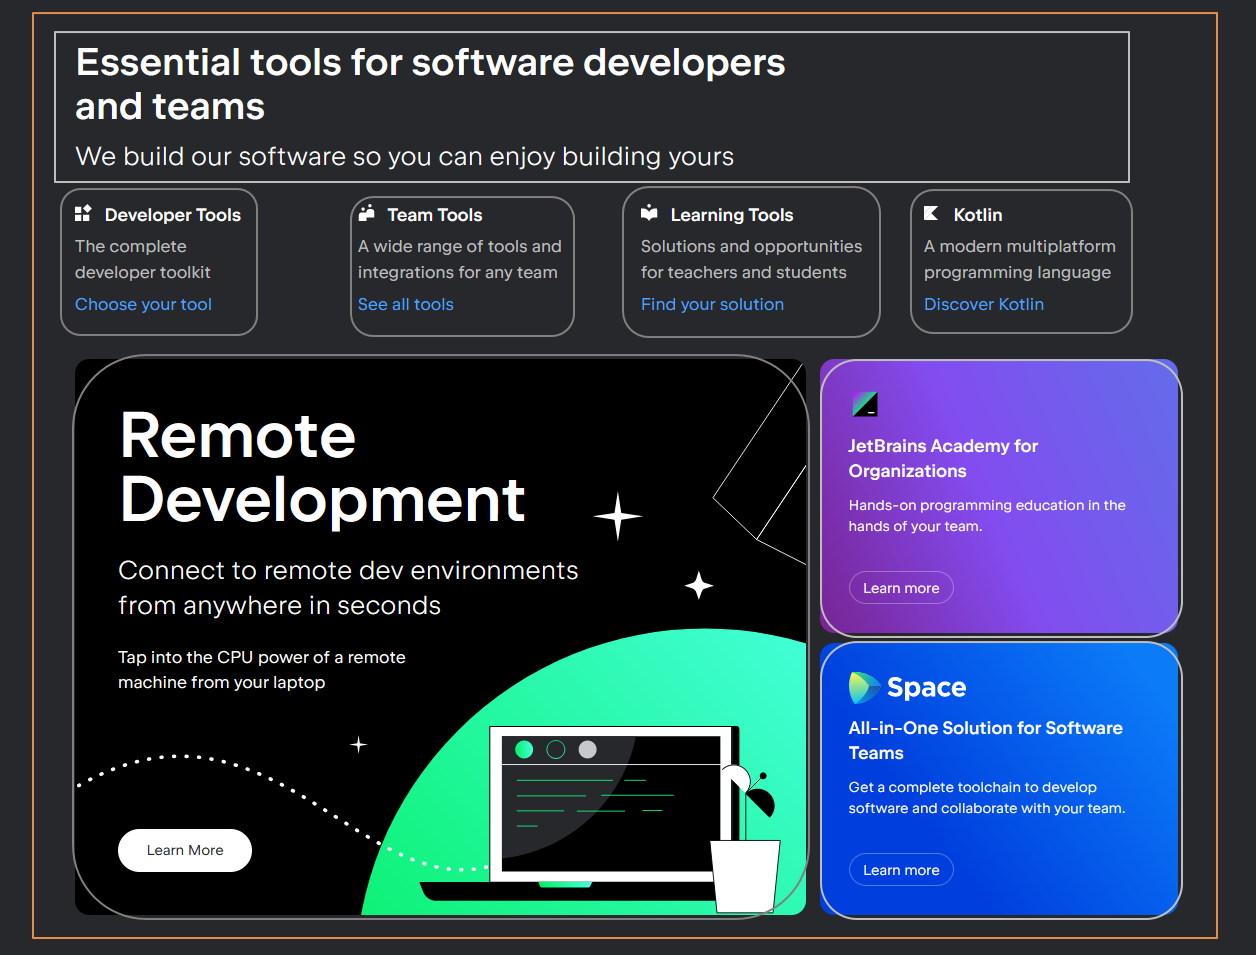 Essential tools for software developers
and teams
We build our software so you can enjoy building yours
Developer Tools
The complete
developer toolkit
Choose your tool
Team Tools
A wide range of tools and
integrations for any team
See all tools
Learning Tools
Solutions and opportunities
for teachers and students
Find your solution
Kotlin
A modern multiplatform
programming language
Discover Kotlin
Remote
Development
Connect to remote dev environments
from anywhere in seconds
Tap into the CPU power of a remote
machine from your laptop
Learn More
JetBrains Academy for
Organizations
Hands-on programming education in the
hands of your team.
Learn more
Space
All-in-One Solution for Software
Teams
Get a complete toolchain to develop
software and collaborate with your team.
Learn more